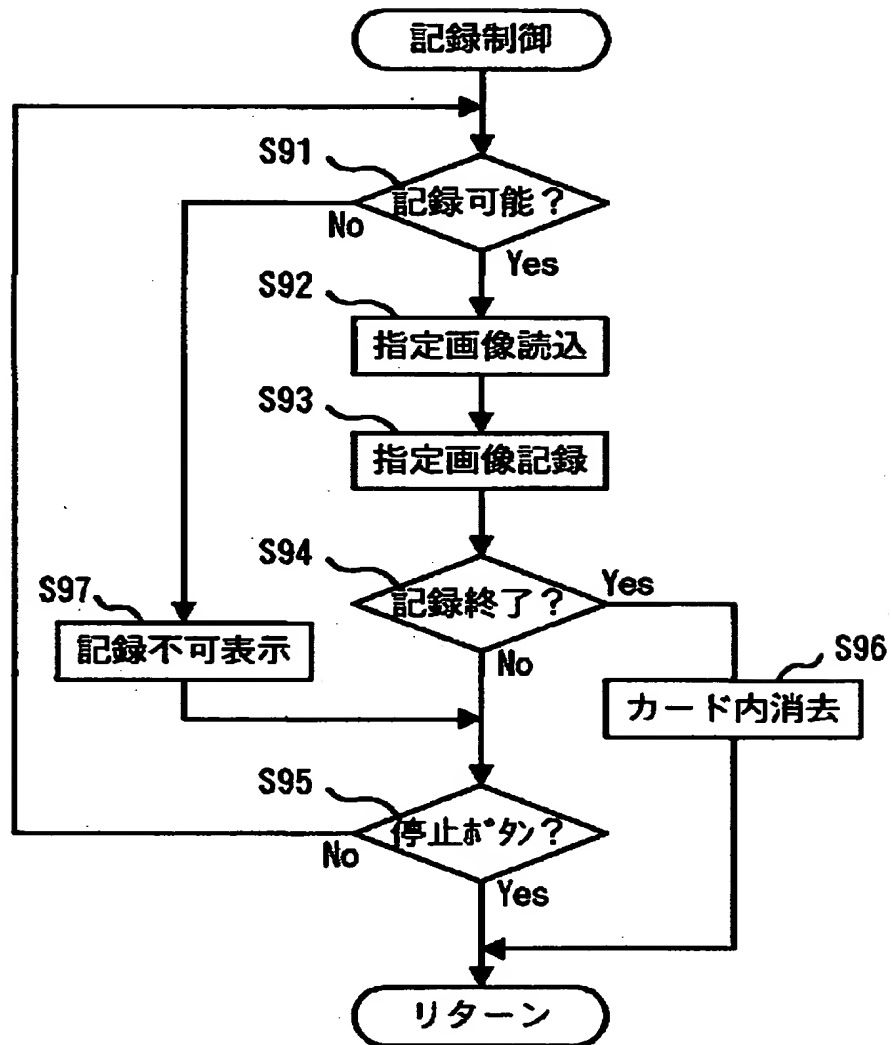 記録制御
S91
記録可能?
No
Yes
S92
指定画像読込
S93
指定画像記録
S94
記録終了?
Yes
No
S97
記録不可表示
S96
カード内消去
S95
停止ﾎﾞﾀﾝ?
No
Yes
リターン